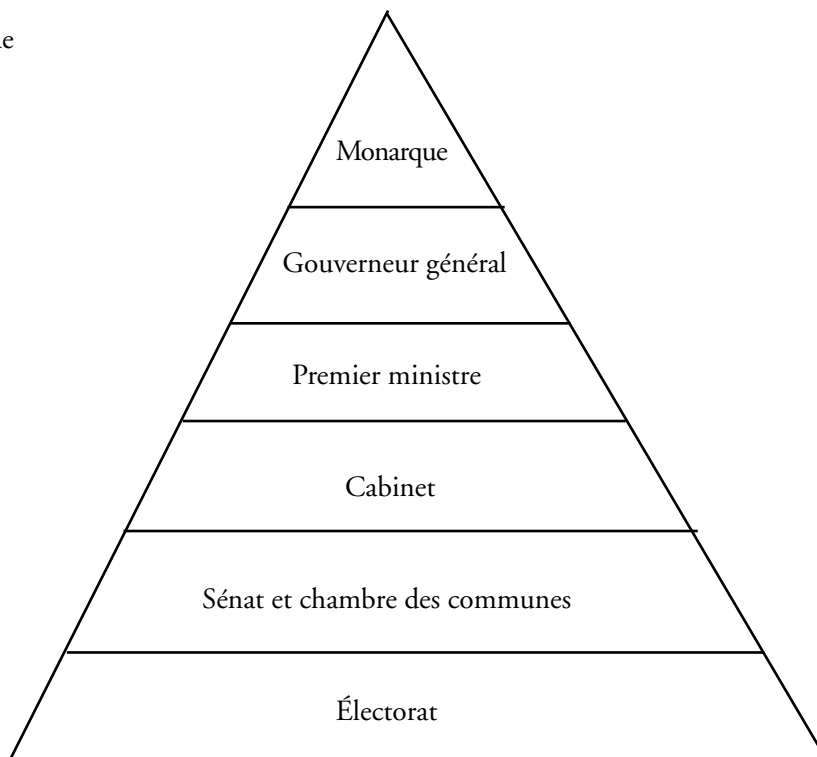 Monarque
Gouverneur général
Premier ministre
Cabinet
Sénat et chambre des communes
Électorat